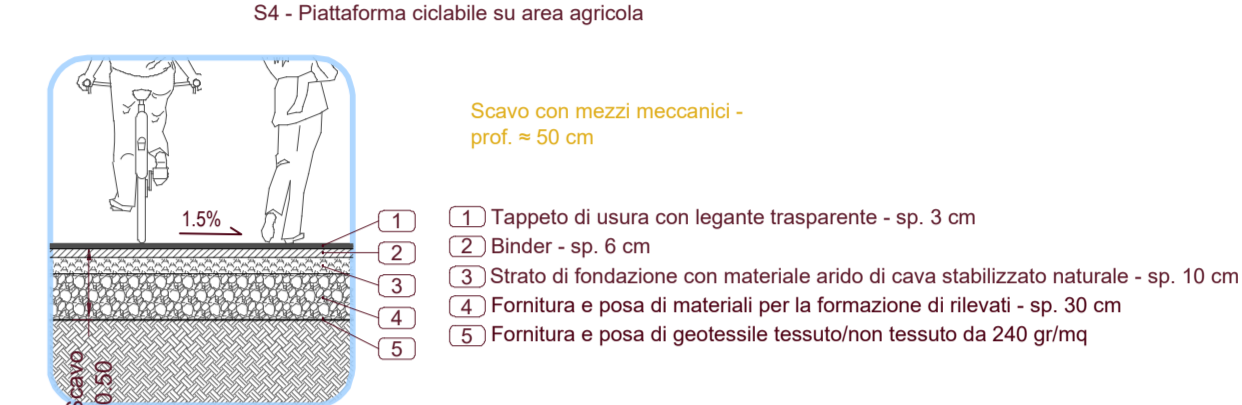 S4 - Piattaforma ciclabile su area agricola
Scavo con mezzi meccanici -
prof. ≈ 50 cm
1.5%
1
2
3
4
5
1 Tappeto di usura con legante trasparente - sp. 3 cm
2 Binder - sp. 6 cm
3 Strato di fondazione con materiale arido di cava stabilizzato naturale - sp. 10 cm
4 Fornitura e posa di materiali per la formazione di rilevati - sp. 30 cm
5 Fornitura e posa di geotessile tessuto/non tessuto da 240 gr/mq
Scavo
0.50